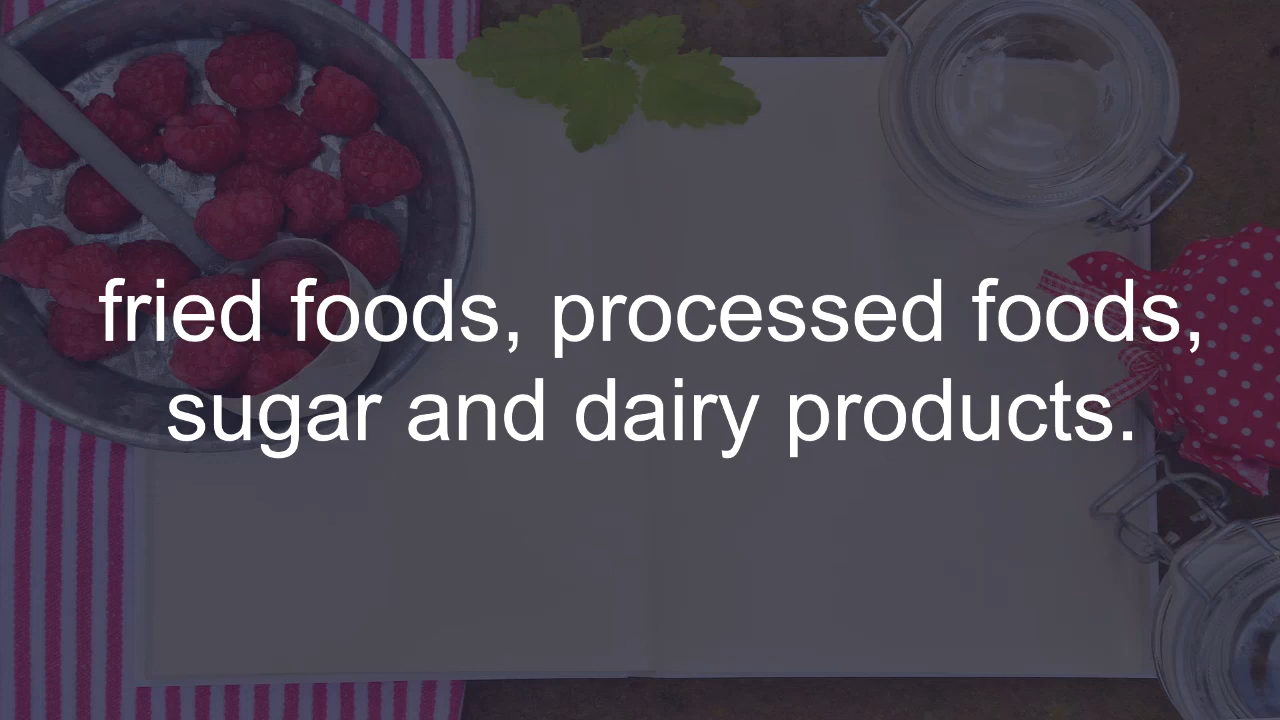 fried foods, processed foods,
sugar and dairy products.